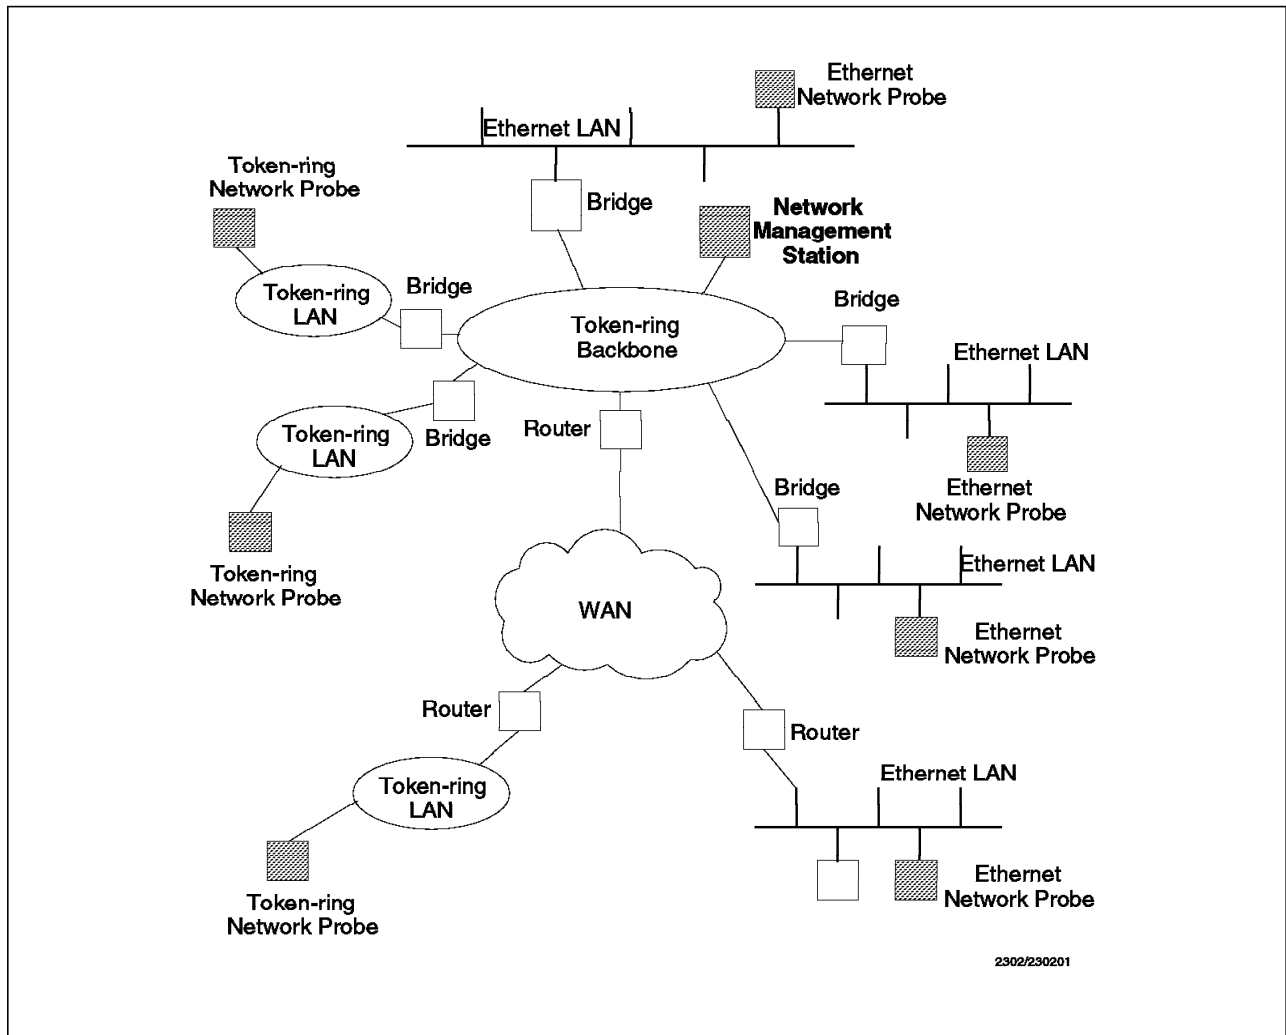 Ethernet
Network Probe
Ethernet LAN
Token-ring
Network Probe
Bridge
Network
Management
Station
Token-ring
LAN
Bridge
Token-ring
Backbone
Bridge
Ethernet LAN
Token-ring
LAN
Bridge
Router
Bridge
Ethernet
Network Probe
Token-ring
Network Probe
Ethernet LAN
WAN
Ethernet
Network Probe
Router
Router
Token-ring
LAN
Ethernet LAN
Token-ring
Network Probe
Ethernet
Network Probe
2302/230201